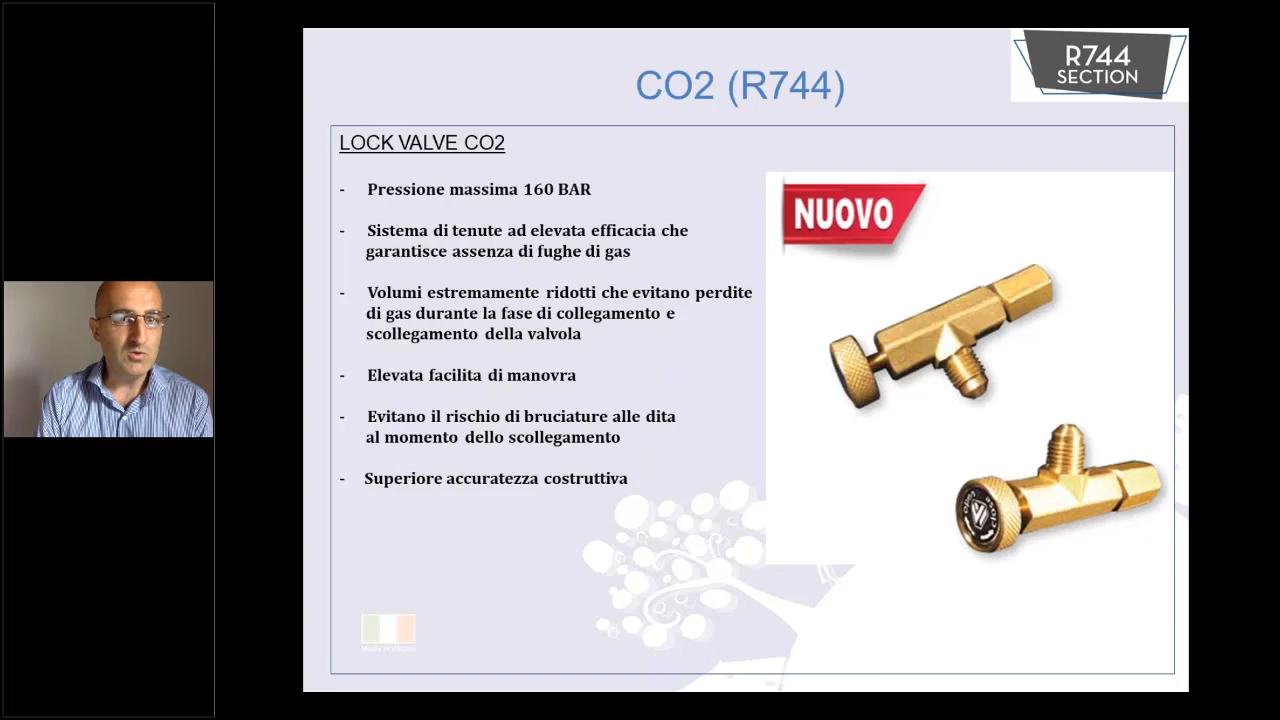 R744
SECTION
CO2 (R744)
LOCK VALVE CO2
- Pressione massima 160 BAR
- Sistema di tenute ad elevata efficacia che
garantisce assenza di fughe di gas
- Volumi estremamente ridotti che evitano perdite
di gas durante la fase di collegamento e
scollegamento della valvola
- Elevata facilita di manovra
- Evitano il rischio di bruciature alle dita
al momento dello scollegamento
- Superiore accuratezza costruttiva
NUOVO
open
close